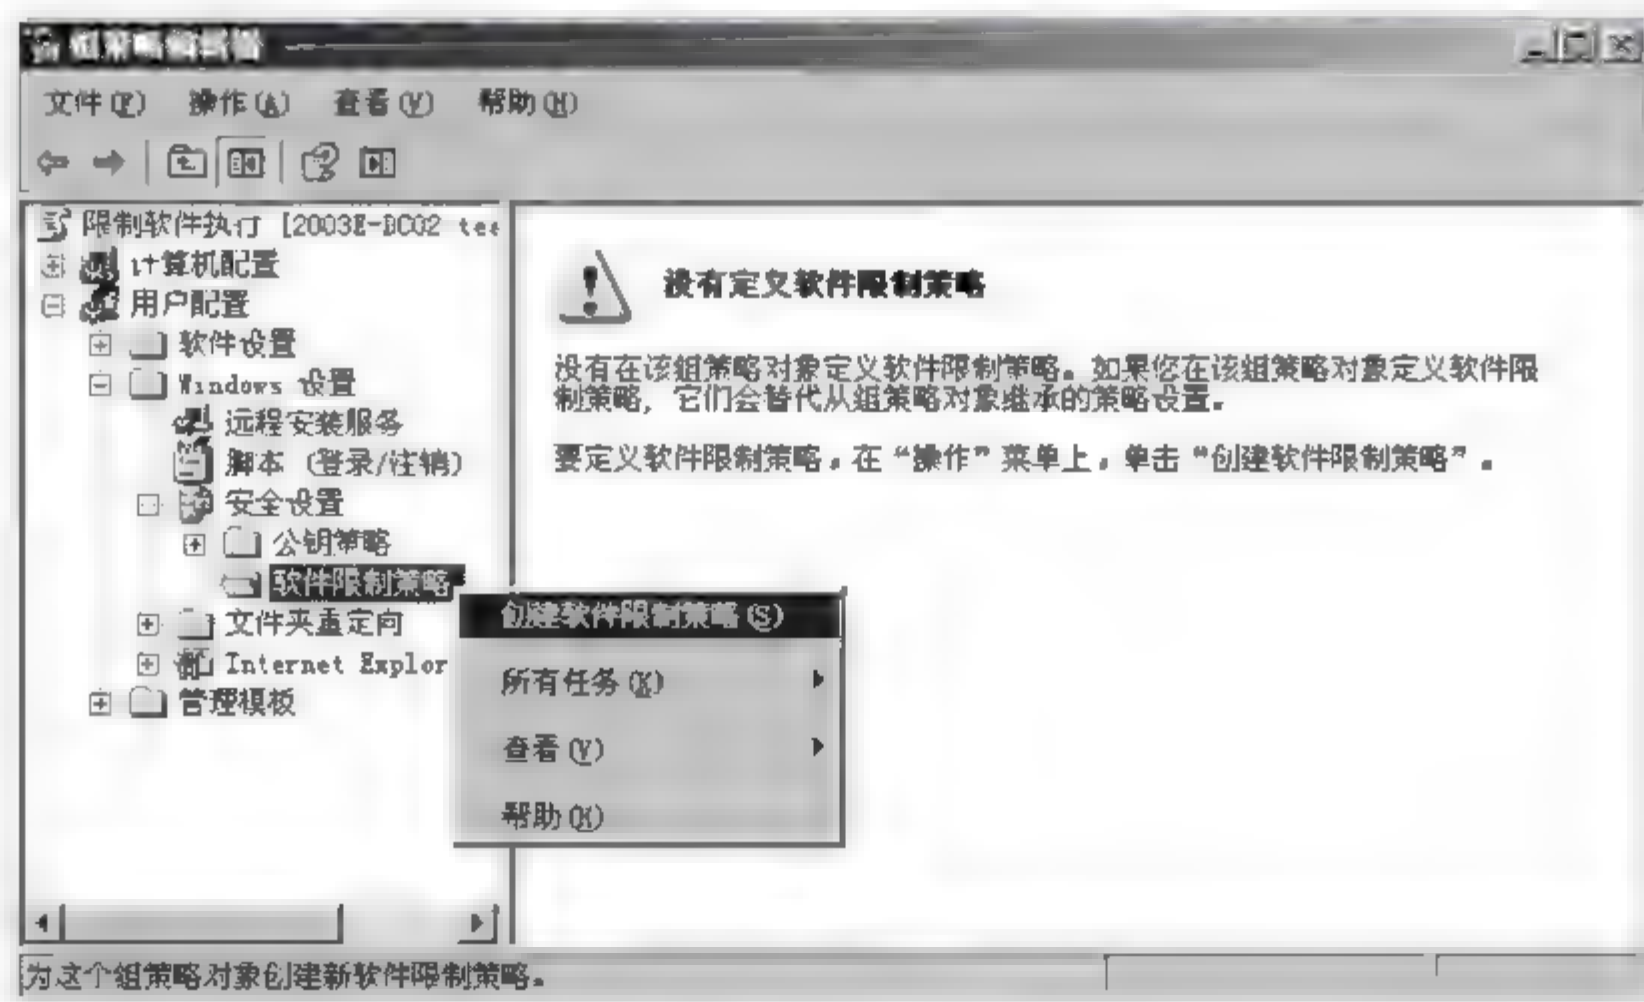 组策略编辑器
文件(F) 操作(A) 查看(V) 帮助(H)
限制软件执行 [2003E-DC02 tes
计算机配置
用户配置
软件设置
Windows 设置
远程安装服务
脚本 (登录/注销)
安全设置
公钥策略
软件限制策略
文件夹重定向
Internet Explor
管理模板
没有定义软件限制策略
没有在该组策略对象定义软件限制策略。如果您在该组策略对象定义软件限
制策略, 它们会替代从组策略对象继承的策略设置。
要定义软件限制策略,在“操作”菜单上,单击“创建软件限制策略”。
创建软件限制策略(S)
所有任务(K)
查看(V)
帮助(H)
为这个组策略对象创建新软件限制策略。